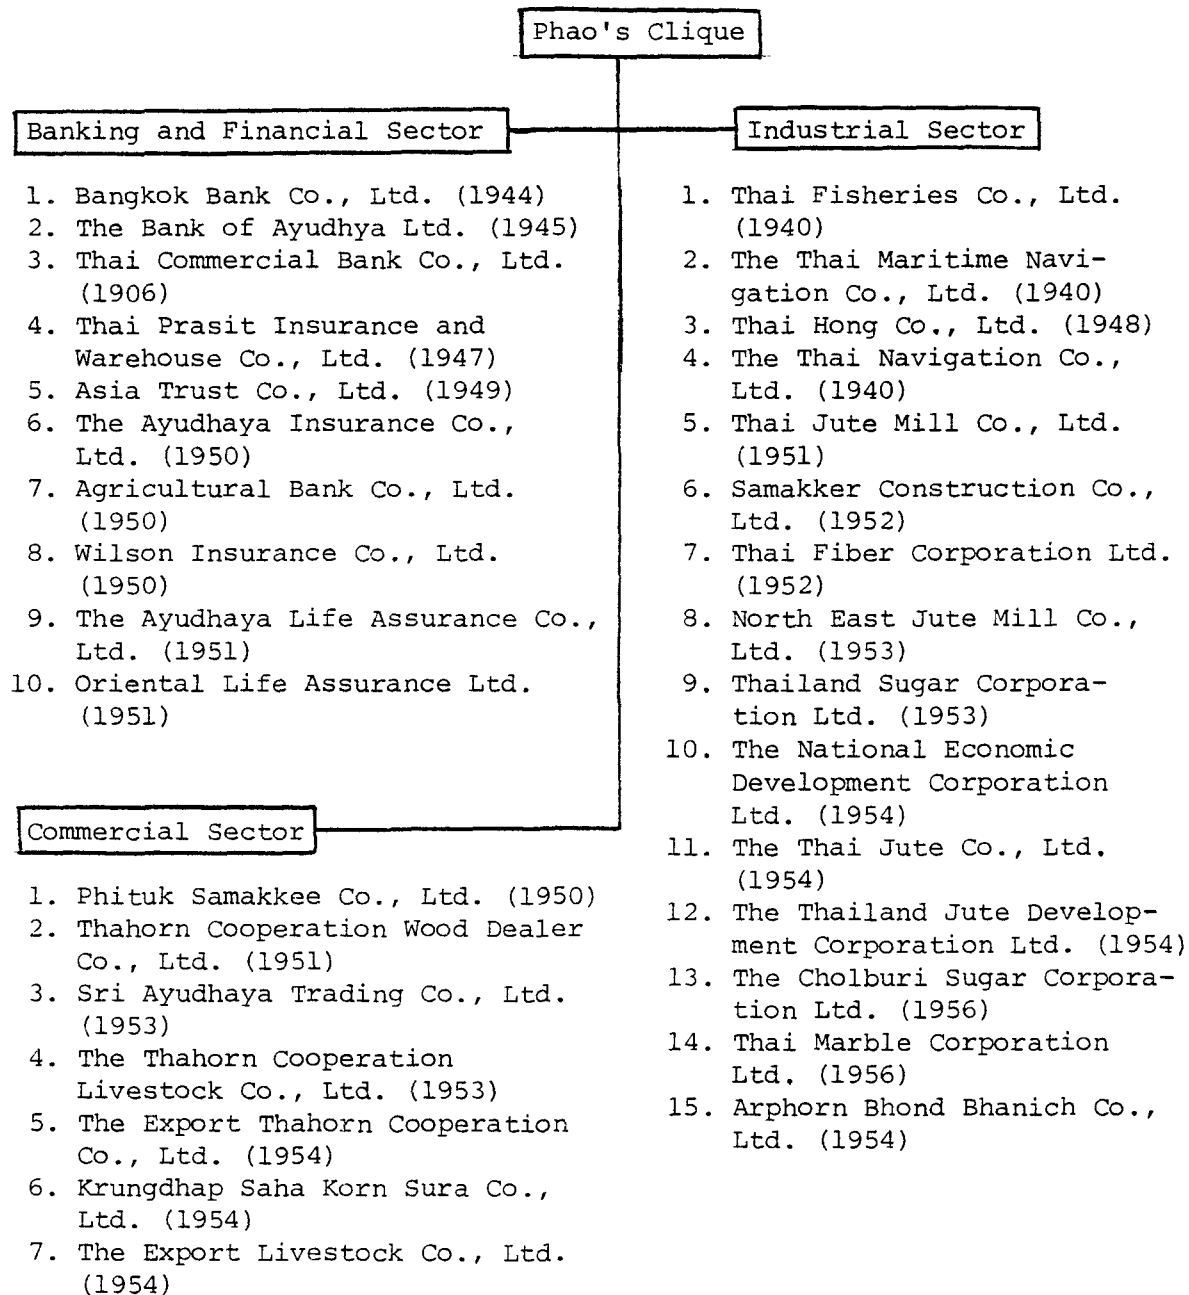 Phao's Clique
Banking and Financial Sector
1. Bangkok Bank Co., Ltd. (1944)
2. The Bank of Ayudhya Ltd. (1945)
3. Thai Commercial Bank Co., Ltd.
(1906)
4. Thai Prasit Insurance and
Warehouse Co., Ltd. (1947)
5. Asia Trust Co., Ltd. (1949)
6. The Ayudhaya Insurance Co.,
Ltd. (1950)
7. Agricultural Bank Co., Ltd.
(1950)
8. Wilson Insurance Co., Ltd.
(1950)
9. The Ayudhaya Life Assurance Co.,
Ltd. (1951)
10. Oriental Life Assurance Ltd.
(1951)
Commercial Sector
1. Phituk Samakkee Co., Ltd. (1950)
2. Thahorn Cooperation Wood Dealer
Co., Ltd. (1951)
3. Sri Ayudhaya Trading Co., Ltd.
(1953)
4. The Thahorn Cooperation
Livestock Co., Ltd. (1953)
5. The Export Thahorn Cooperation
Co., Ltd. (1954)
6. Krungdhap Saha Korn Sura Co.,
Ltd. (1954)
7. The Export Livestock Co., Ltd.
(1954)
Industrial Sector
1. Thai Fisheries Co., Ltd.
(1940)
2. The Thai Maritime Navi-
gation Co., Ltd. (1940)
3. Thai Hong Co., Ltd. (1948)
4. The Thai Navigation Co.,
Ltd. (1940)
5. Thai Jute Mill Co., Ltd.
(1951)
6. Samakker Construction Co.,
Ltd. (1952)
7. Thai Fiber Corporation Ltd.
(1952)
8. North East Jute Mill Co.,
Ltd. (1953)
9. Thailand Sugar Corpora-
tion Ltd. (1953)
10. The National Economic
Development Corporation
Ltd. (1954)
11. The Thai Jute Co., Ltd.
(1954)
12. The Thailand Jute Develop-
ment Corporation Ltd. (1954)
13. The Cholburi Sugar Corpora-
tion Ltd. (1956)
14. Thai Marble Corporation
Ltd. (1956)
15. Arphorn Bhond Bhanich Co.,
Ltd. (1954)